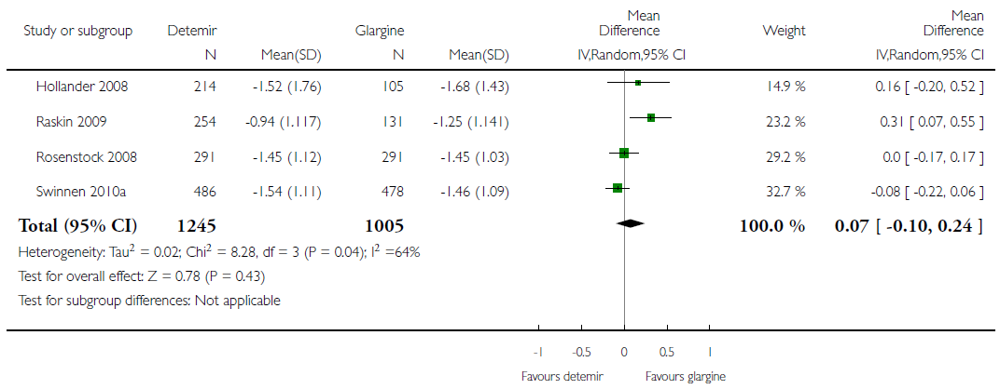 Study or subgroup Detemir Glargine Mean Difference Weight Mean Difference
N Mean(SD) N Mean(SD) IV,Random,95% CI IV,Random,95% CI
Hollander 2008 214 -1.52 (1.76) 105 -1.68 (1.43) 14.9 % 0.16 [ -0.20, 0.52 ]
Raskin 2009 254 -0.94 (1.117) 131 -1.25 (1.141) 23.2 % 0.31 [ 0.07, 0.55 ]
Rosenstock 2008 291 -1.45 (1.12) 291 -1.45 (1.03) 29.2 % 0.0 [ -0.17, 0.17 ]
Swinnen 2010a 486 -1.54 (1.11) 478 -1.46 (1.09) 32.7 % -0.08 [ -0.22, 0.06 ]
Total (95% CI) 1245 1005 100.0 % 0.07 [ -0.10, 0.24 ]
Heterogeneity: Tau² = 0.02; Chi² = 8.28, df = 3 (P = 0.04); I² =64%
Test for overall effect: Z = 0.78 (P = 0.43)
Test for subgroup differences: Not applicable
-1 -0.5 0 0.5 1
Favours detemir Favours glargine